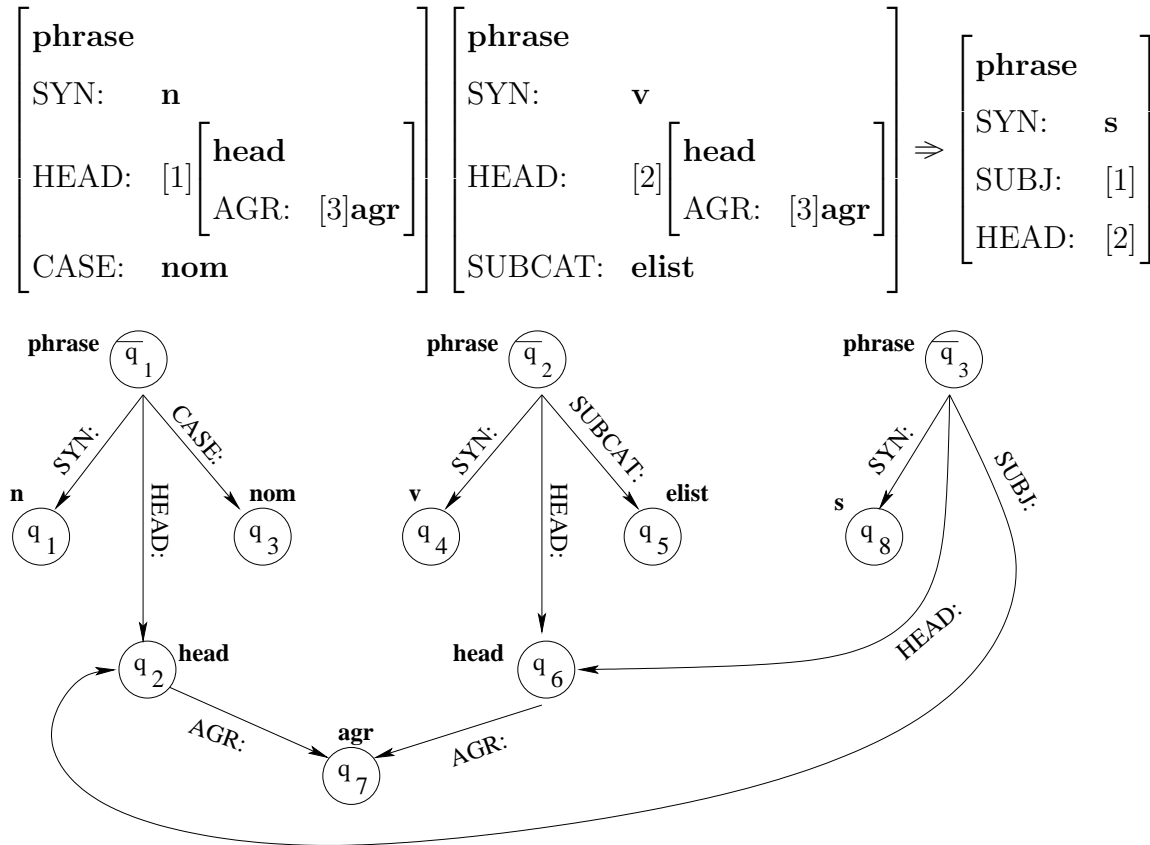 phrase
SYN: n
HEAD: [1] head
AGR: [3]agr
CASE: nom
phrase
SYN: v
HEAD: [2] head
AGR: [3]agr
SUBCAT: elist
⇒
phrase
SYN: s
SUBJ: [1]
HEAD: [2]
phrase q̅1
phrase q̅2
phrase q̅3
SYN:
HEAD:
CASE:
SYN:
HEAD:
SUBCAT:
SYN:
HEAD:
SUBJ:
n
q1
nom
q3
v
q4
elist
q5
s
q8
q2 head
head q6
AGR:
AGR:
agr
q7